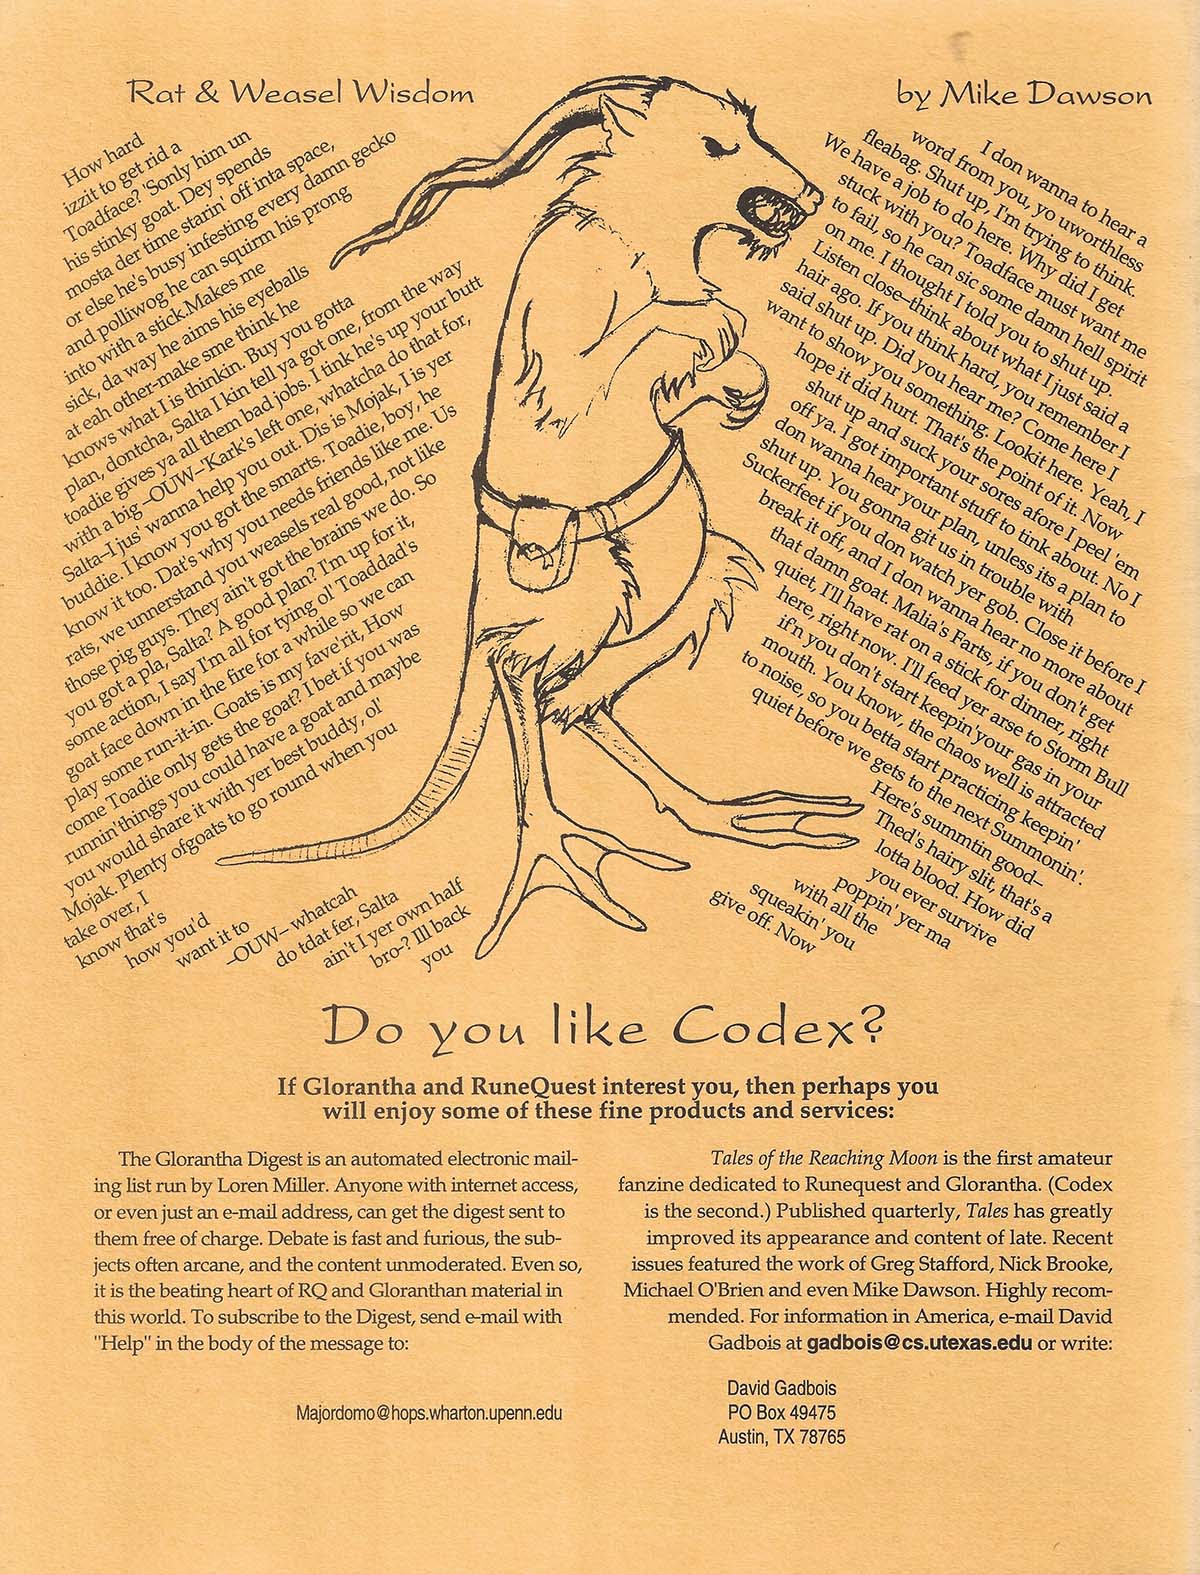 Rat & Weasel Wisdom
by Mike Dawson
How hard
izzit to get rid a
Toadface? 'Sonly him un
his stinky goat. Dey spends
mosta der time starin' off inta space,
or else he's busy infesting every damn gecko
and polliwog he can squirm his prong
into with a stick.Makes me
sick, da way he aims his eyeballs
at eah other-make sme think he
knows what I is thinkin. Buy you gotta
plan, dontcha, Salta I kin tell ya got one, from the way
toadie gives ya all them bad jobs. I tink he's up your butt
with a big –OUW–'Kark's left one, whatcha do that for,
Salta–I jus' wanna help you out. Dis is Mojak, I is yer
buddie. I know you got the smarts. Toadie, boy, he
know it too. Dat's why you needs friends like me. Us
rats, we unnerstand you weasels real good, not like
those pig guys. They ain't got the brains we do. So
you got a pla, Salta? A good plan? I'm up for it,
some action, I say I'm all for tying ol' Toaddad's
goat face down in the fire for a while so we can
play some run-it-in. Goats is my fave'rit, How
come Toadie only gets the goat? I bet if you was
runnin'things you could have a goat and maybe
you would share it with yer best buddy, ol'
Mojak. Plenty ofgoats to go round when you
take over, I
know that's
how you'd
want it to
–OUW– whatcah
do tdat fer, Salta
ain't I yer own half
bro-? Ill back
you
I don wanna to hear a
word from you, yo uworthless
fleabag. Shut up, I'm trying to think.
We have a job to do here. Why did I get
stuck with you? Toadface must want me
to fail, so he can sic some damn hell spirit
on me. I thought I told you to shut up.
Listen close–think about what I just said a
hair ago. If you think hard, you remember I
said shut up. Did you hear me? Come here I
want to show you something. Lookit here. Yeah, I
hope it did hurt. That's the point of it. Now
shut up and suck your sores afore I peel 'em
off ya. I got important stuff to tink about. No I
don wanna hear your plan, unless its a plan to
shut up. You gonna git us in trouble with
Suckerfeet if you don watch yer gob. Close it before I
break it off, and I don wanna hear no more about
that damn goat. Malia's Farts, if you don't get
quiet, I'll have rat on a stick for dinner, right
here, right now. I'll feed yer arse to Storm Bull
if'n you don't start keepin'your gas in your
mouth. You know, the chaos well is attracted
to noise, so you betta start practicing keepin'
quiet before we gets to the next Summonin'.
Here's summtin good–
Thed's hairy slit, that's a
lotta blood. How did
you ever survive
poppin' yer ma
with all the
squeakin' you
give off. Now
Do you like Codex?
If Glorantha and RuneQuest interest you, then perhaps you
will enjoy some of these fine products and services:
The Glorantha Digest is an automated electronic mail-
ing list run by Loren Miller. Anyone with internet access,
or even just an e-mail address, can get the digest sent to
them free of charge. Debate is fast and furious, the sub-
jects often arcane, and the content unmoderated. Even so,
it is the beating heart of RQ and Gloranthan material in
this world. To subscribe to the Digest, send e-mail with
"Help" in the body of the message to:
Majordomo@hops.wharton.upenn.edu
Tales of the Reaching Moon is the first amateur
fanzine dedicated to Runequest and Glorantha. (Codex
is the second.) Published quarterly, Tales has greatly
improved its appearance and content of late. Recent
issues featured the work of Greg Stafford, Nick Brooke,
Michael O'Brien and even Mike Dawson. Highly recom-
mended. For information in America, e-mail David
Gadbois at gadbois@cs.utexas.edu or write:
David Gadbois
PO Box 49475
Austin, TX 78765